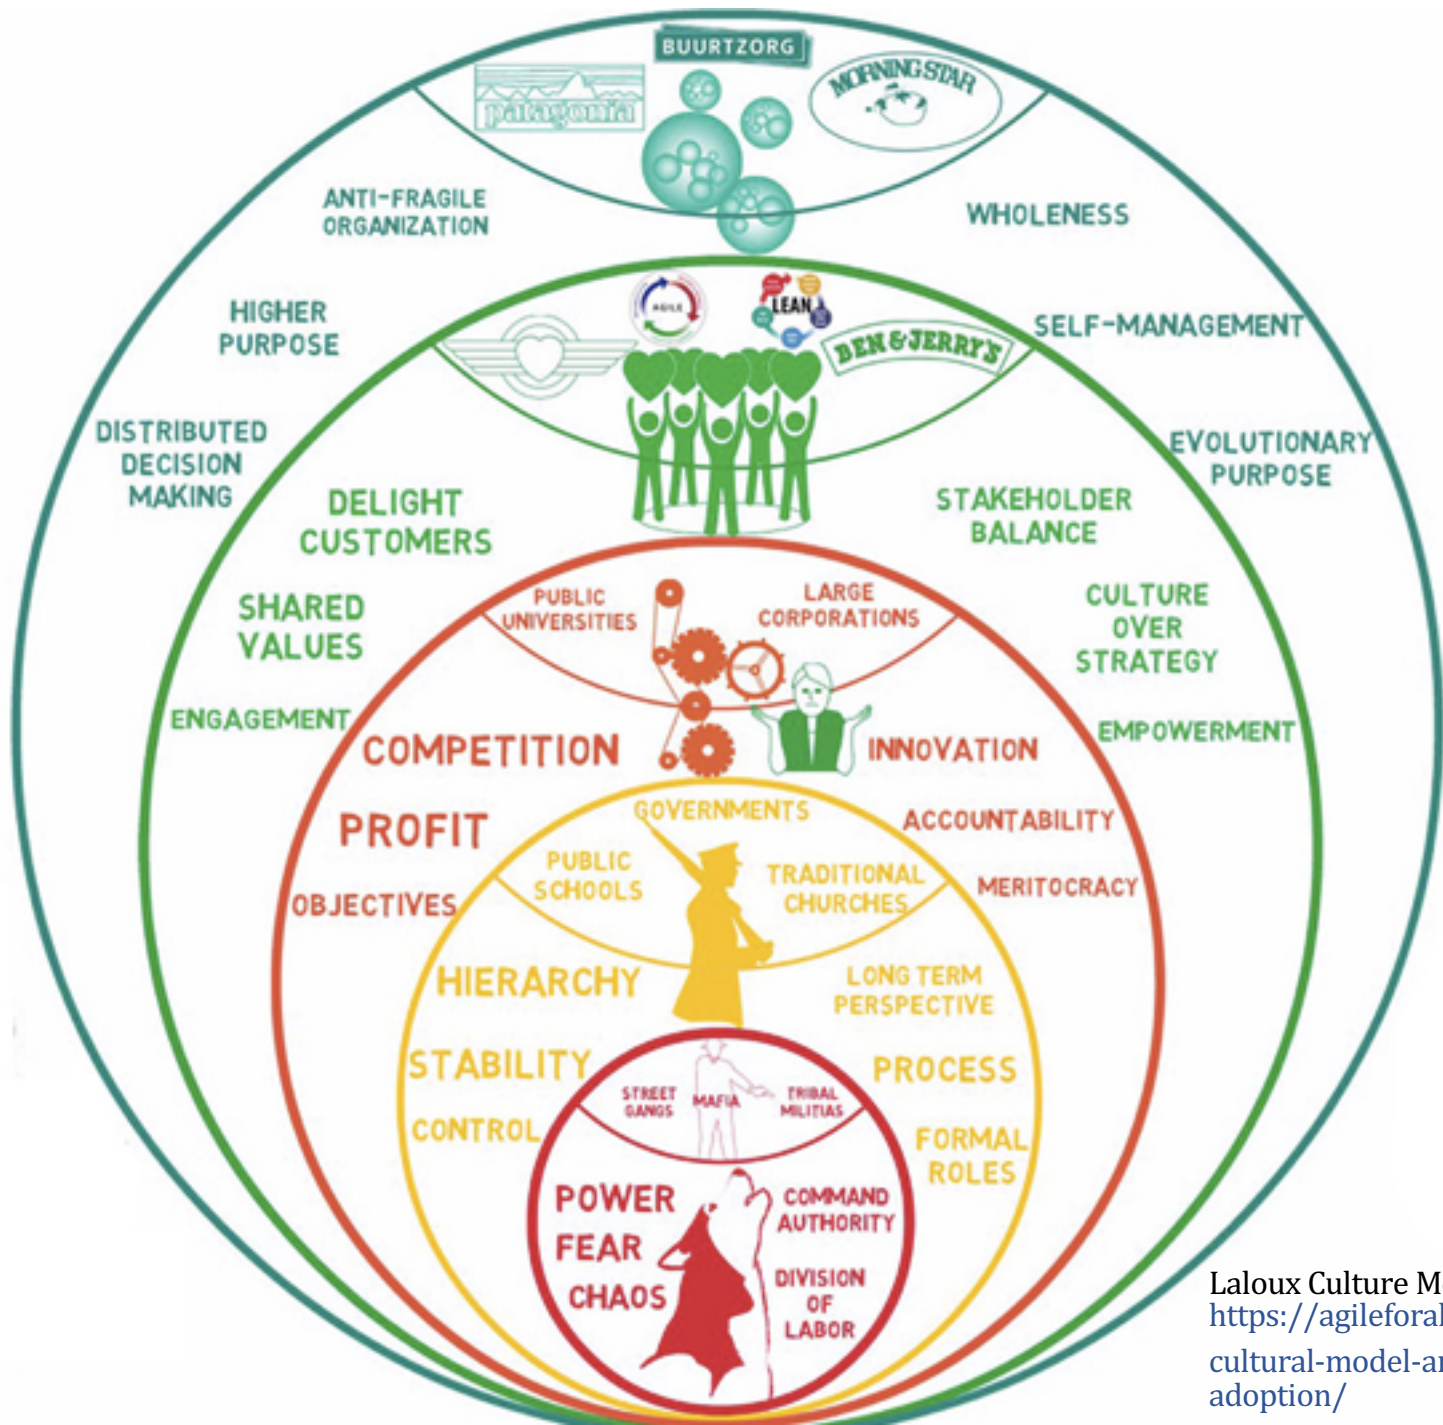 BUURTZORG
patagonia
MORNING STAR
ANTI-FRAGILE
ORGANIZATION
WHOLENESS
HIGHER
PURPOSE
SELF-MANAGEMENT
DISTRIBUTED
DECISION
MAKING
EVOLUTIONARY
PURPOSE
AGILE
LEAN
BEN & JERRY'S
DELIGHT
CUSTOMERS
STAKEHOLDER
BALANCE
SHARED
VALUES
CULTURE
OVER
STRATEGY
ENGAGEMENT
EMPOWERMENT
PUBLIC
UNIVERSITIES
LARGE
CORPORATIONS
COMPETITION
INNOVATION
PROFIT
ACCOUNTABILITY
OBJECTIVES
MERITOCRACY
GOVERNMENTS
PUBLIC
SCHOOLS
TRADITIONAL
CHURCHES
HIERARCHY
LONG TERM
PERSPECTIVE
STABILITY
PROCESS
CONTROL
FORMAL
ROLES
STREET
GANGS
MAFIA
TRIBAL
MILITIAS
POWER
FEAR
CHAOS
COMMAND
AUTHORITY
DIVISION
OF
LABOR
Laloux Culture M
https://agileforal
cultural-model-a
adoption/